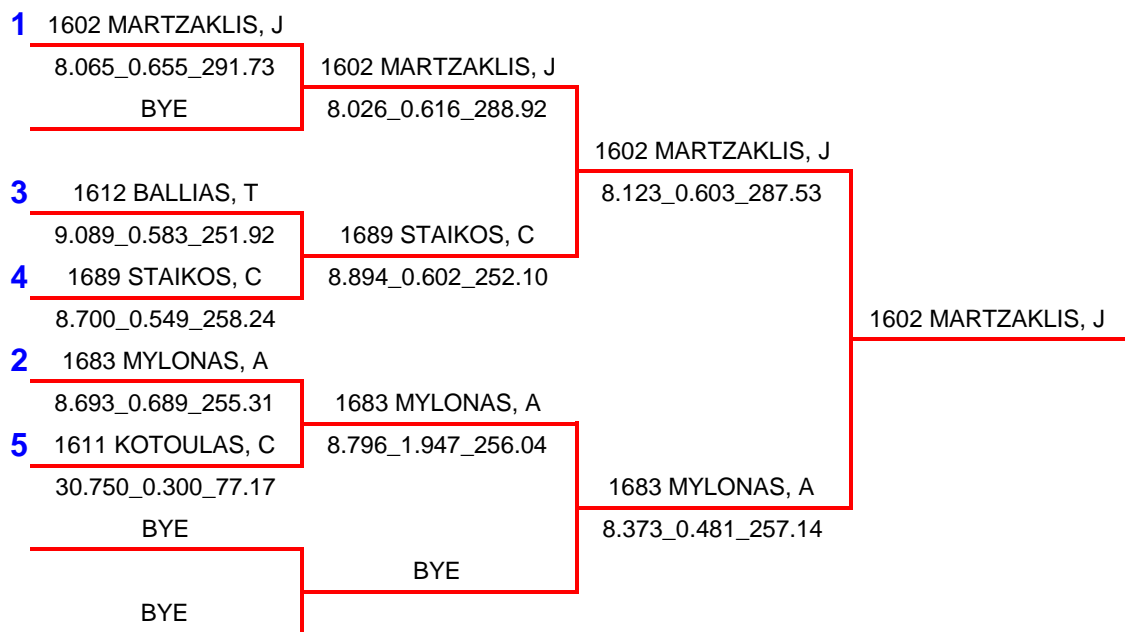 1 1602 MARTZAKLIS, J
8.065_0.655_291.73
BYE
3 1612 BALLIAS, T
9.089_0.583_251.92
4 1689 STAIKOS, C
8.700_0.549_258.24
2 1683 MYLONAS, A
8.693_0.689_255.31
5 1611 KOTOULAS, C
30.750_0.300_77.17
BYE
BYE
1602 MARTZAKLIS, J
8.026_0.616_288.92
1689 STAIKOS, C
8.894_0.602_252.10
1683 MYLONAS, A
8.796_1.947_256.04
BYE
1602 MARTZAKLIS, J
8.123_0.603_287.53
1683 MYLONAS, A
8.373_0.481_257.14
1602 MARTZAKLIS, J